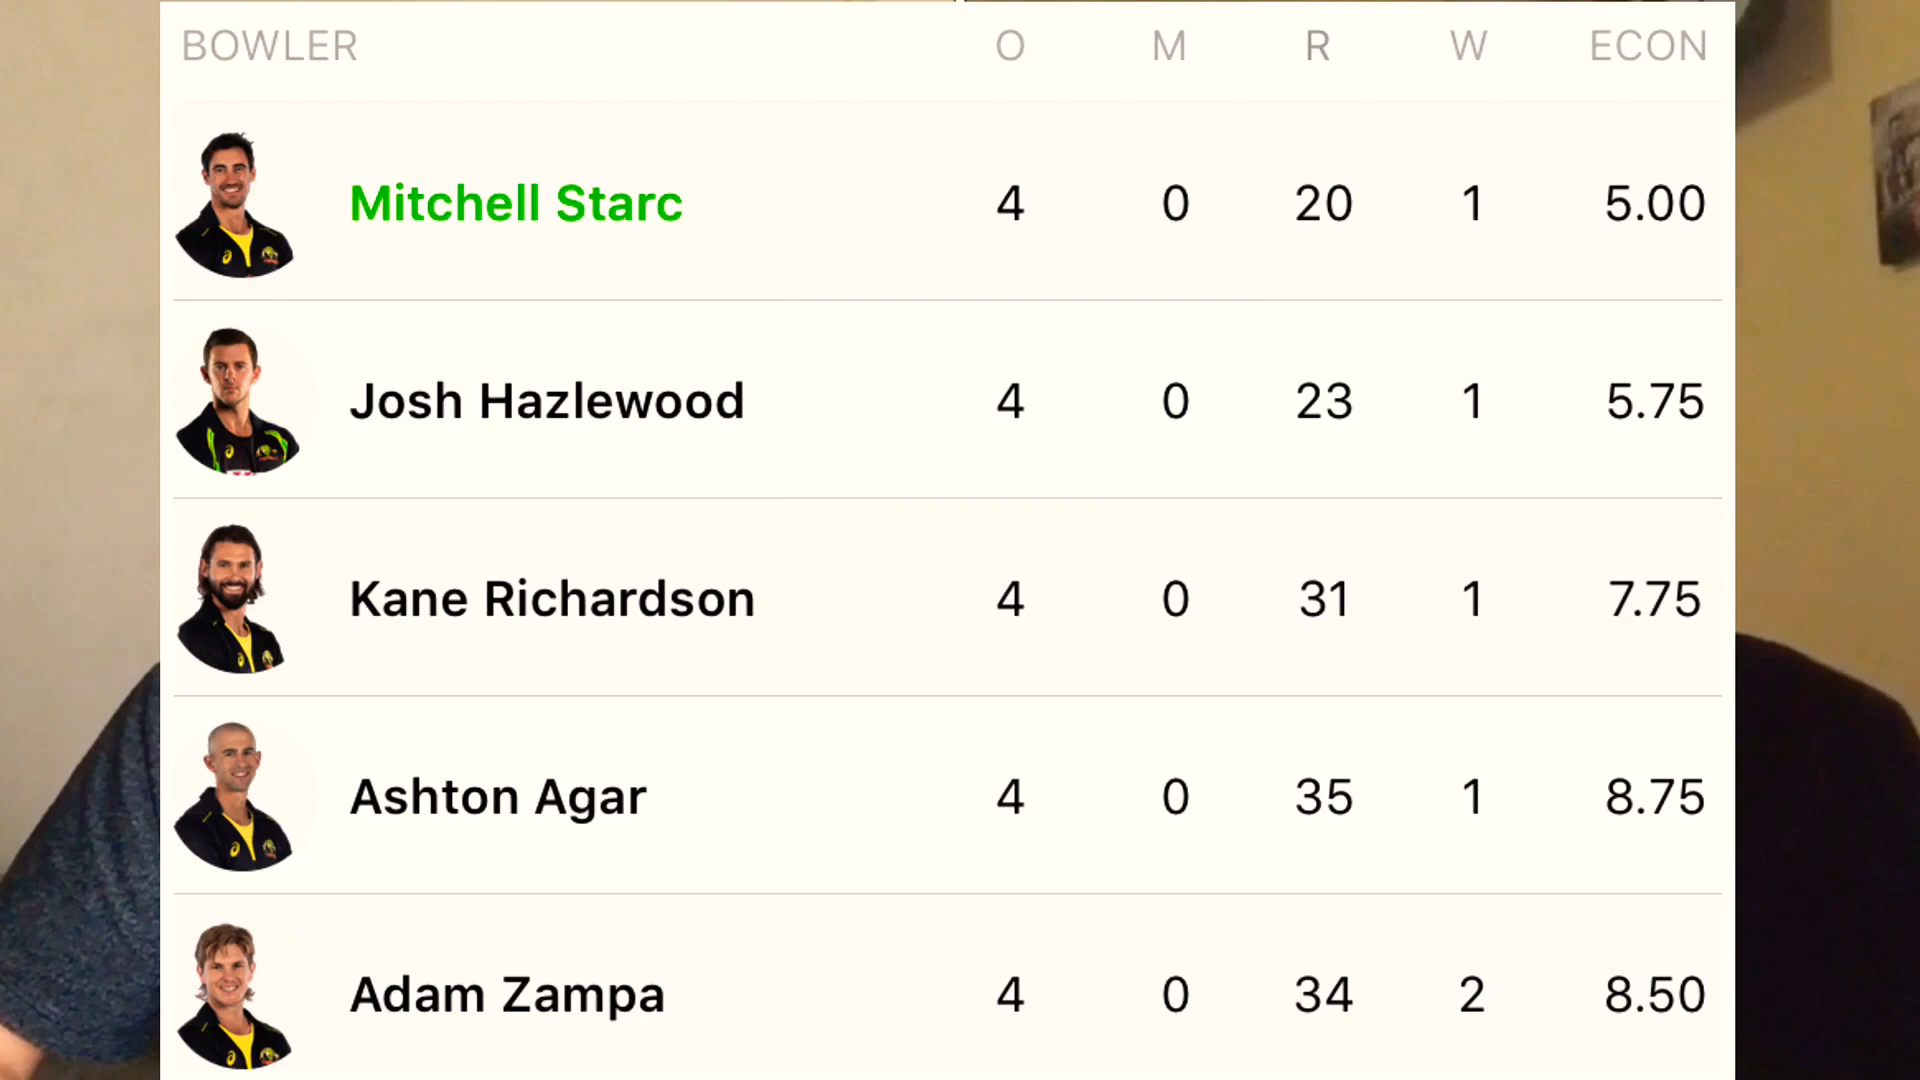 BOWLER O M R W ECON
Mitchell Starc 4 0 20 1 5.00
Josh Hazlewood 4 0 23 1 5.75
Kane Richardson 4 0 31 1 7.75
Ashton Agar 4 0 35 1 8.75
Adam Zampa 4 0 34 2 8.50